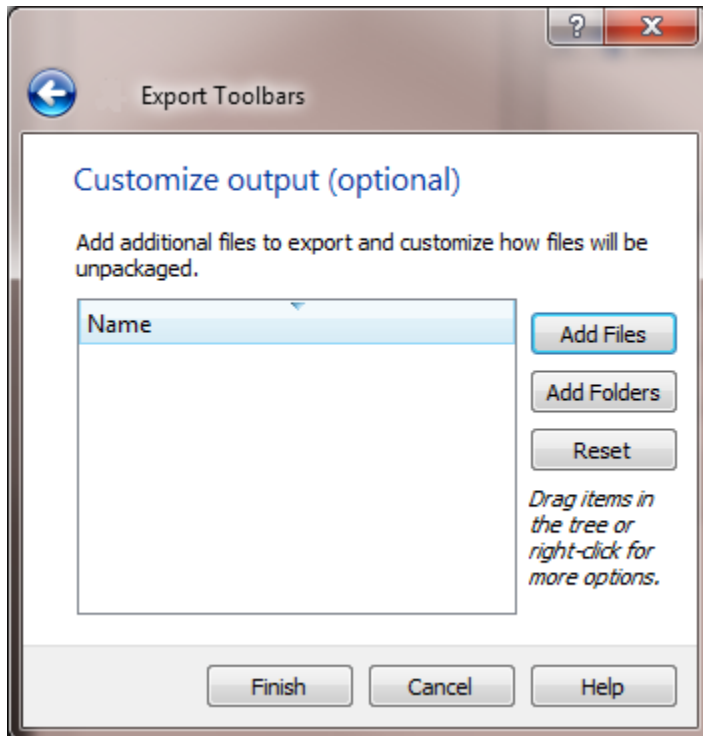 ?
X
Export Toolbars
Customize output (optional)
Add additional files to export and customize how files will be
unpackaged.
Name
Add Files
Add Folders
Reset
Drag items in
the tree or
right-click for
more options.
Finish
Cancel
Help